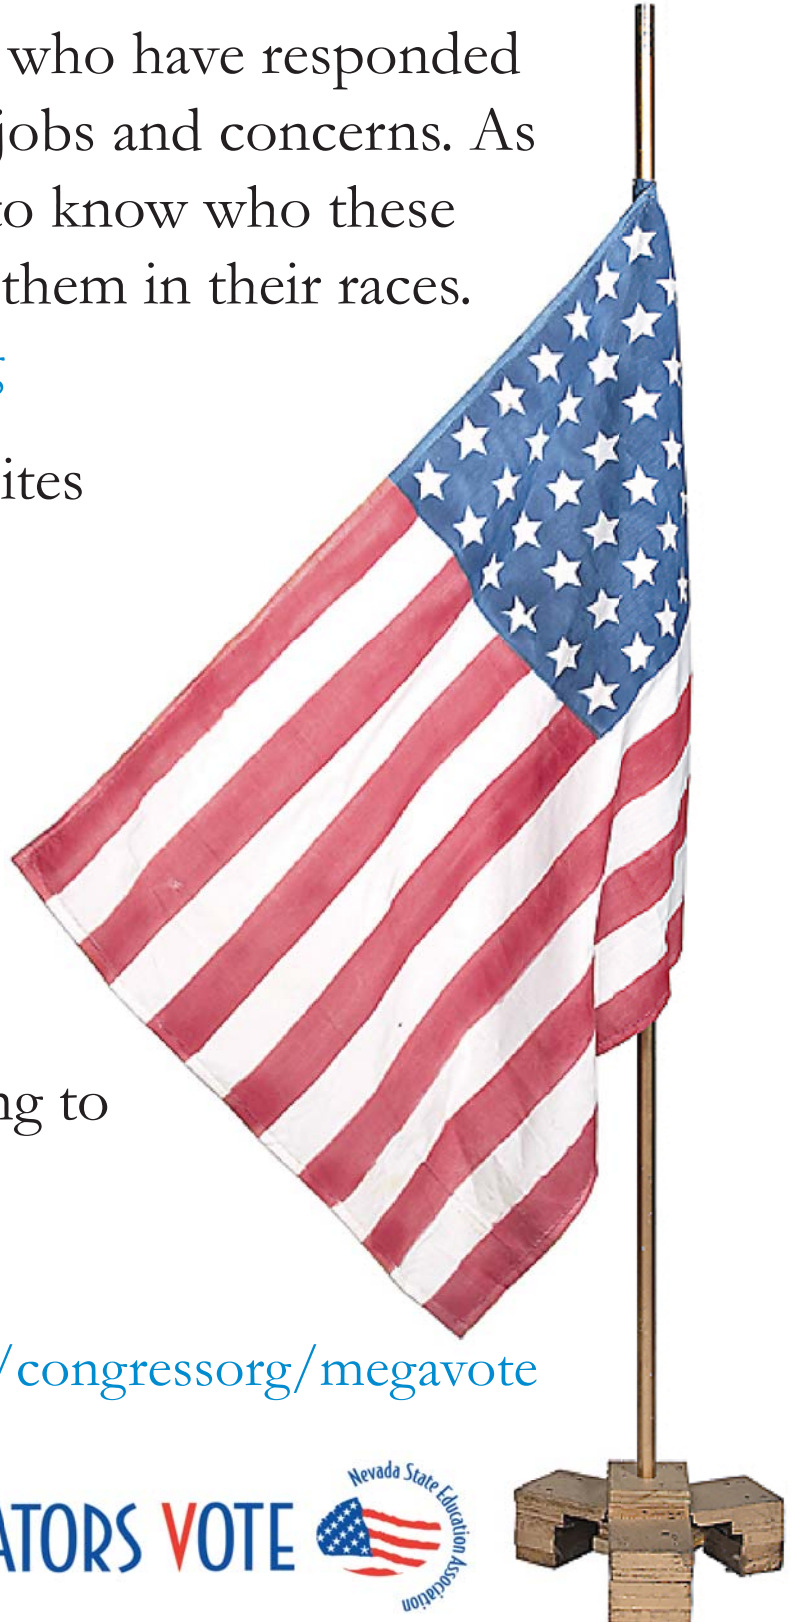 who have responded
jobs and concerns. As
to know who these
them in their races.
g
ites
ng to
/congressorg/megavote
ATORS VOTE
Nevada State Education Association